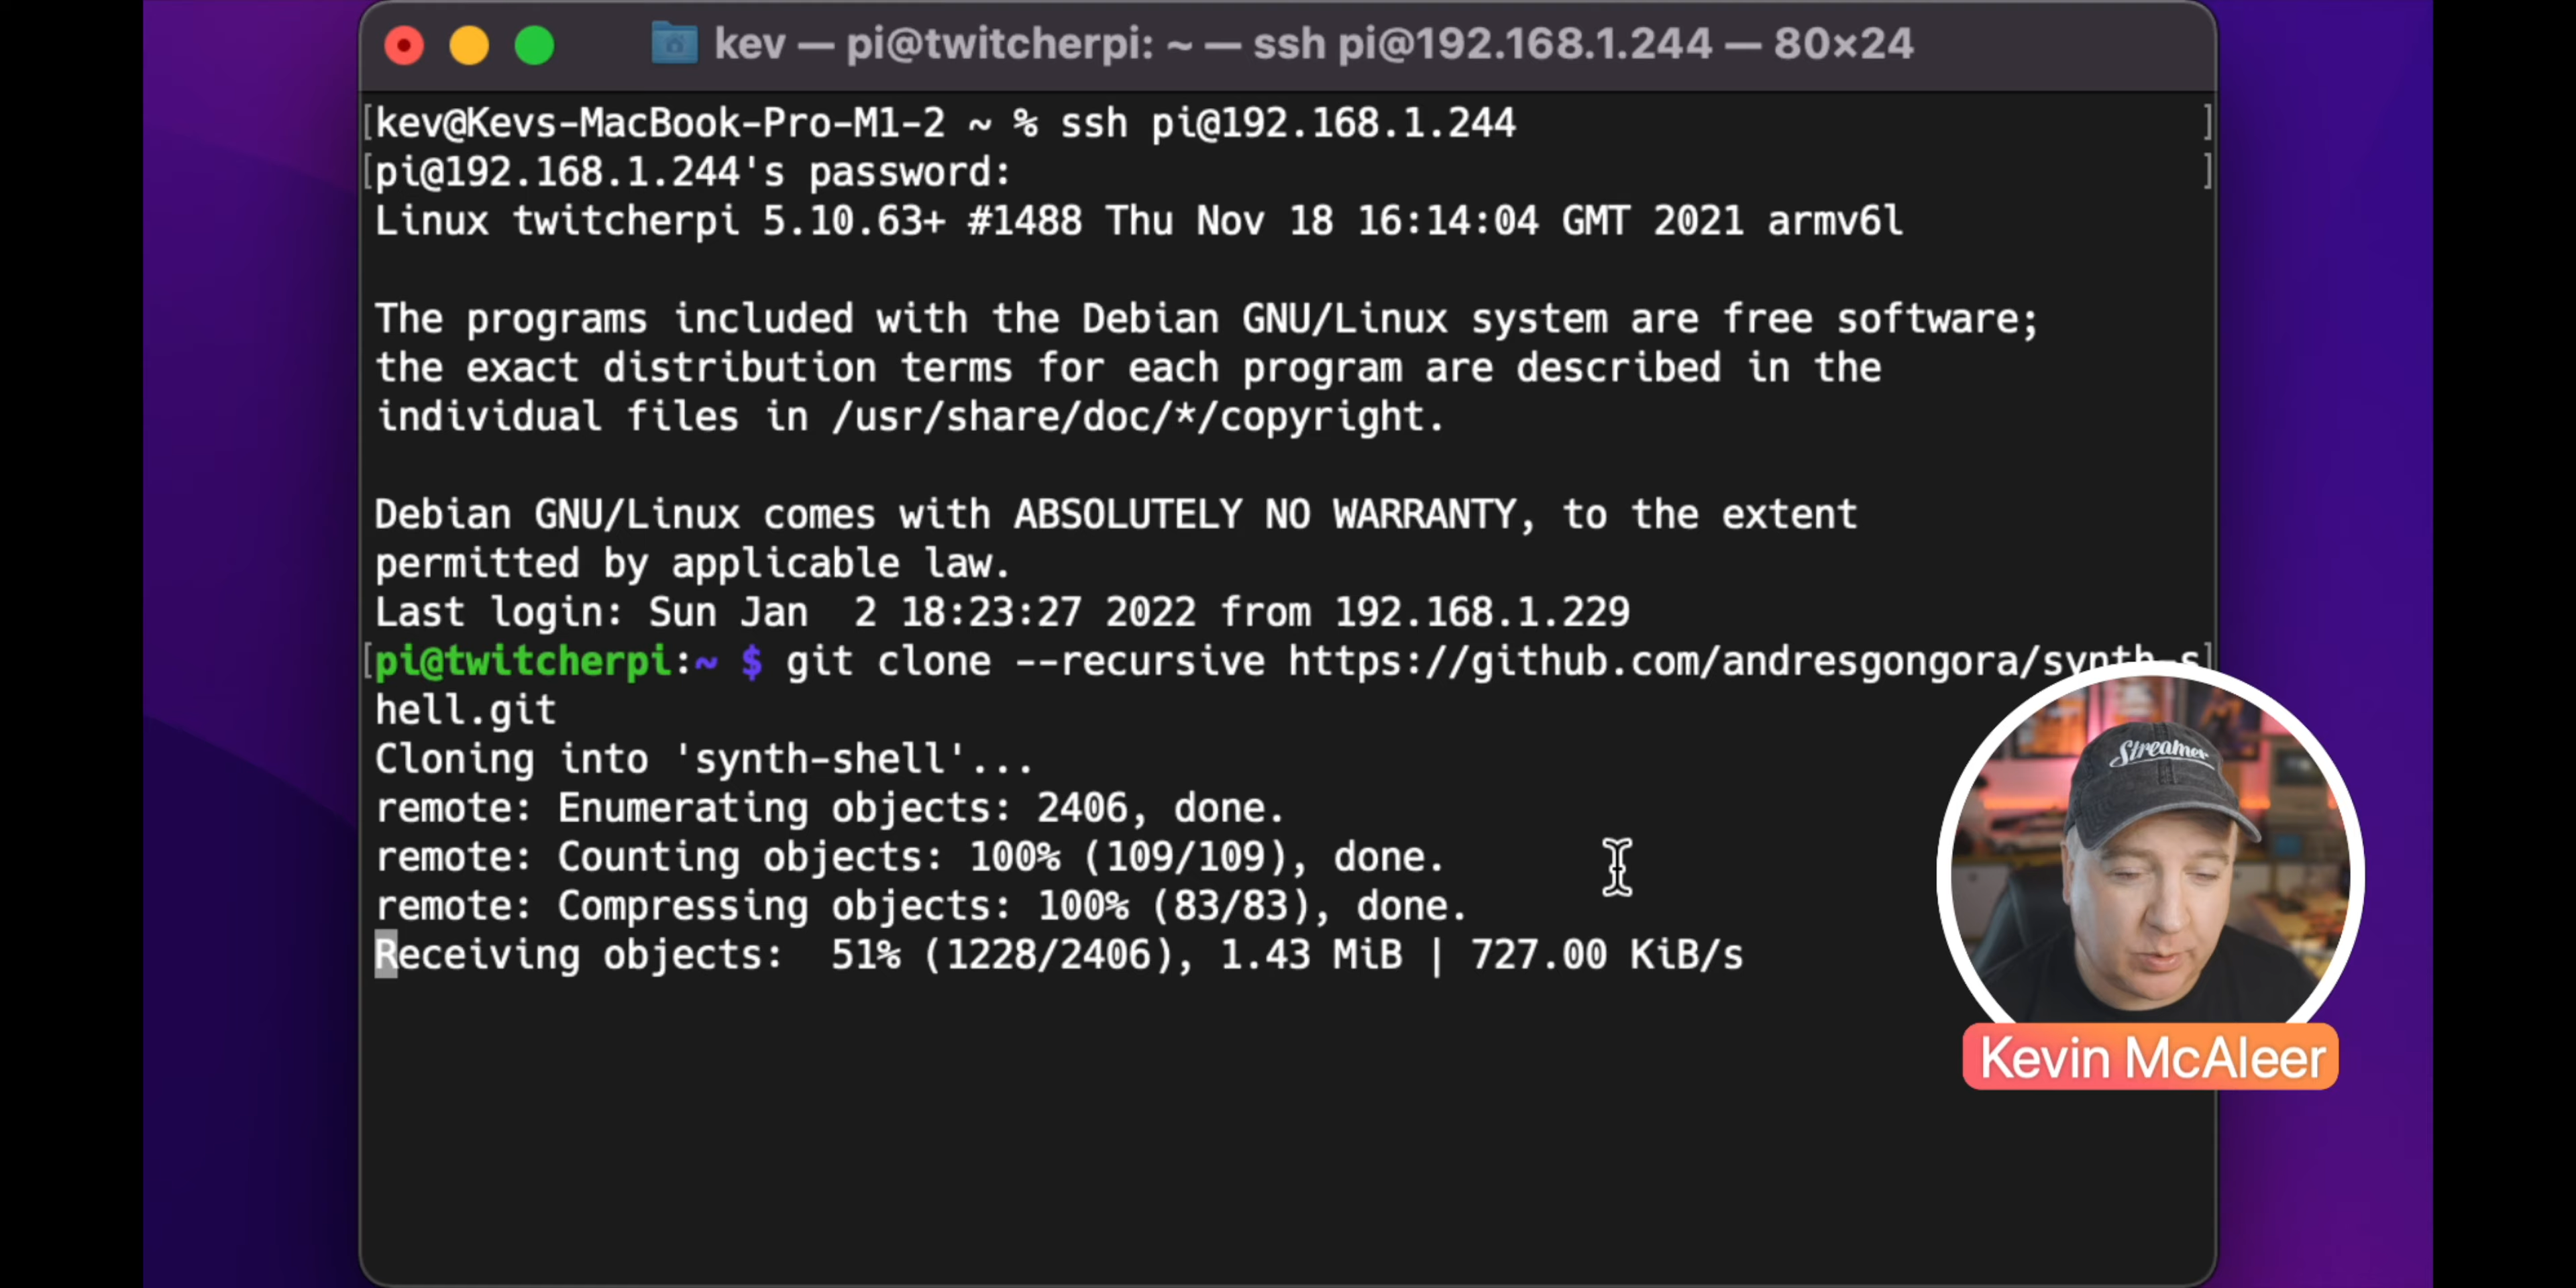 kev — pi@twitcherpi: ~ — ssh pi@192.168.1.244 — 80×24
[kev@Kevs-MacBook-Pro-M1-2 ~ % ssh pi@192.168.1.244 ]
[pi@192.168.1.244's password: ]
Linux twitcherpi 5.10.63+ #1488 Thu Nov 18 16:14:04 GMT 2021 armv6l
The programs included with the Debian GNU/Linux system are free software;
the exact distribution terms for each program are described in the
individual files in /usr/share/doc/*/copyright.
Debian GNU/Linux comes with ABSOLUTELY NO WARRANTY, to the extent
permitted by applicable law.
Last login: Sun Jan  2 18:23:27 2022 from 192.168.1.229
[pi@twitcherpi:~ $ git clone --recursive https://github.com/andresgongora/synth-s]
hell.git
Cloning into 'synth-shell'...
remote: Enumerating objects: 2406, done.
remote: Counting objects: 100% (109/109), done.
remote: Compressing objects: 100% (83/83), done.
Receiving objects:  51% (1228/2406), 1.43 MiB | 727.00 KiB/s
Streamer
Kevin McAleer